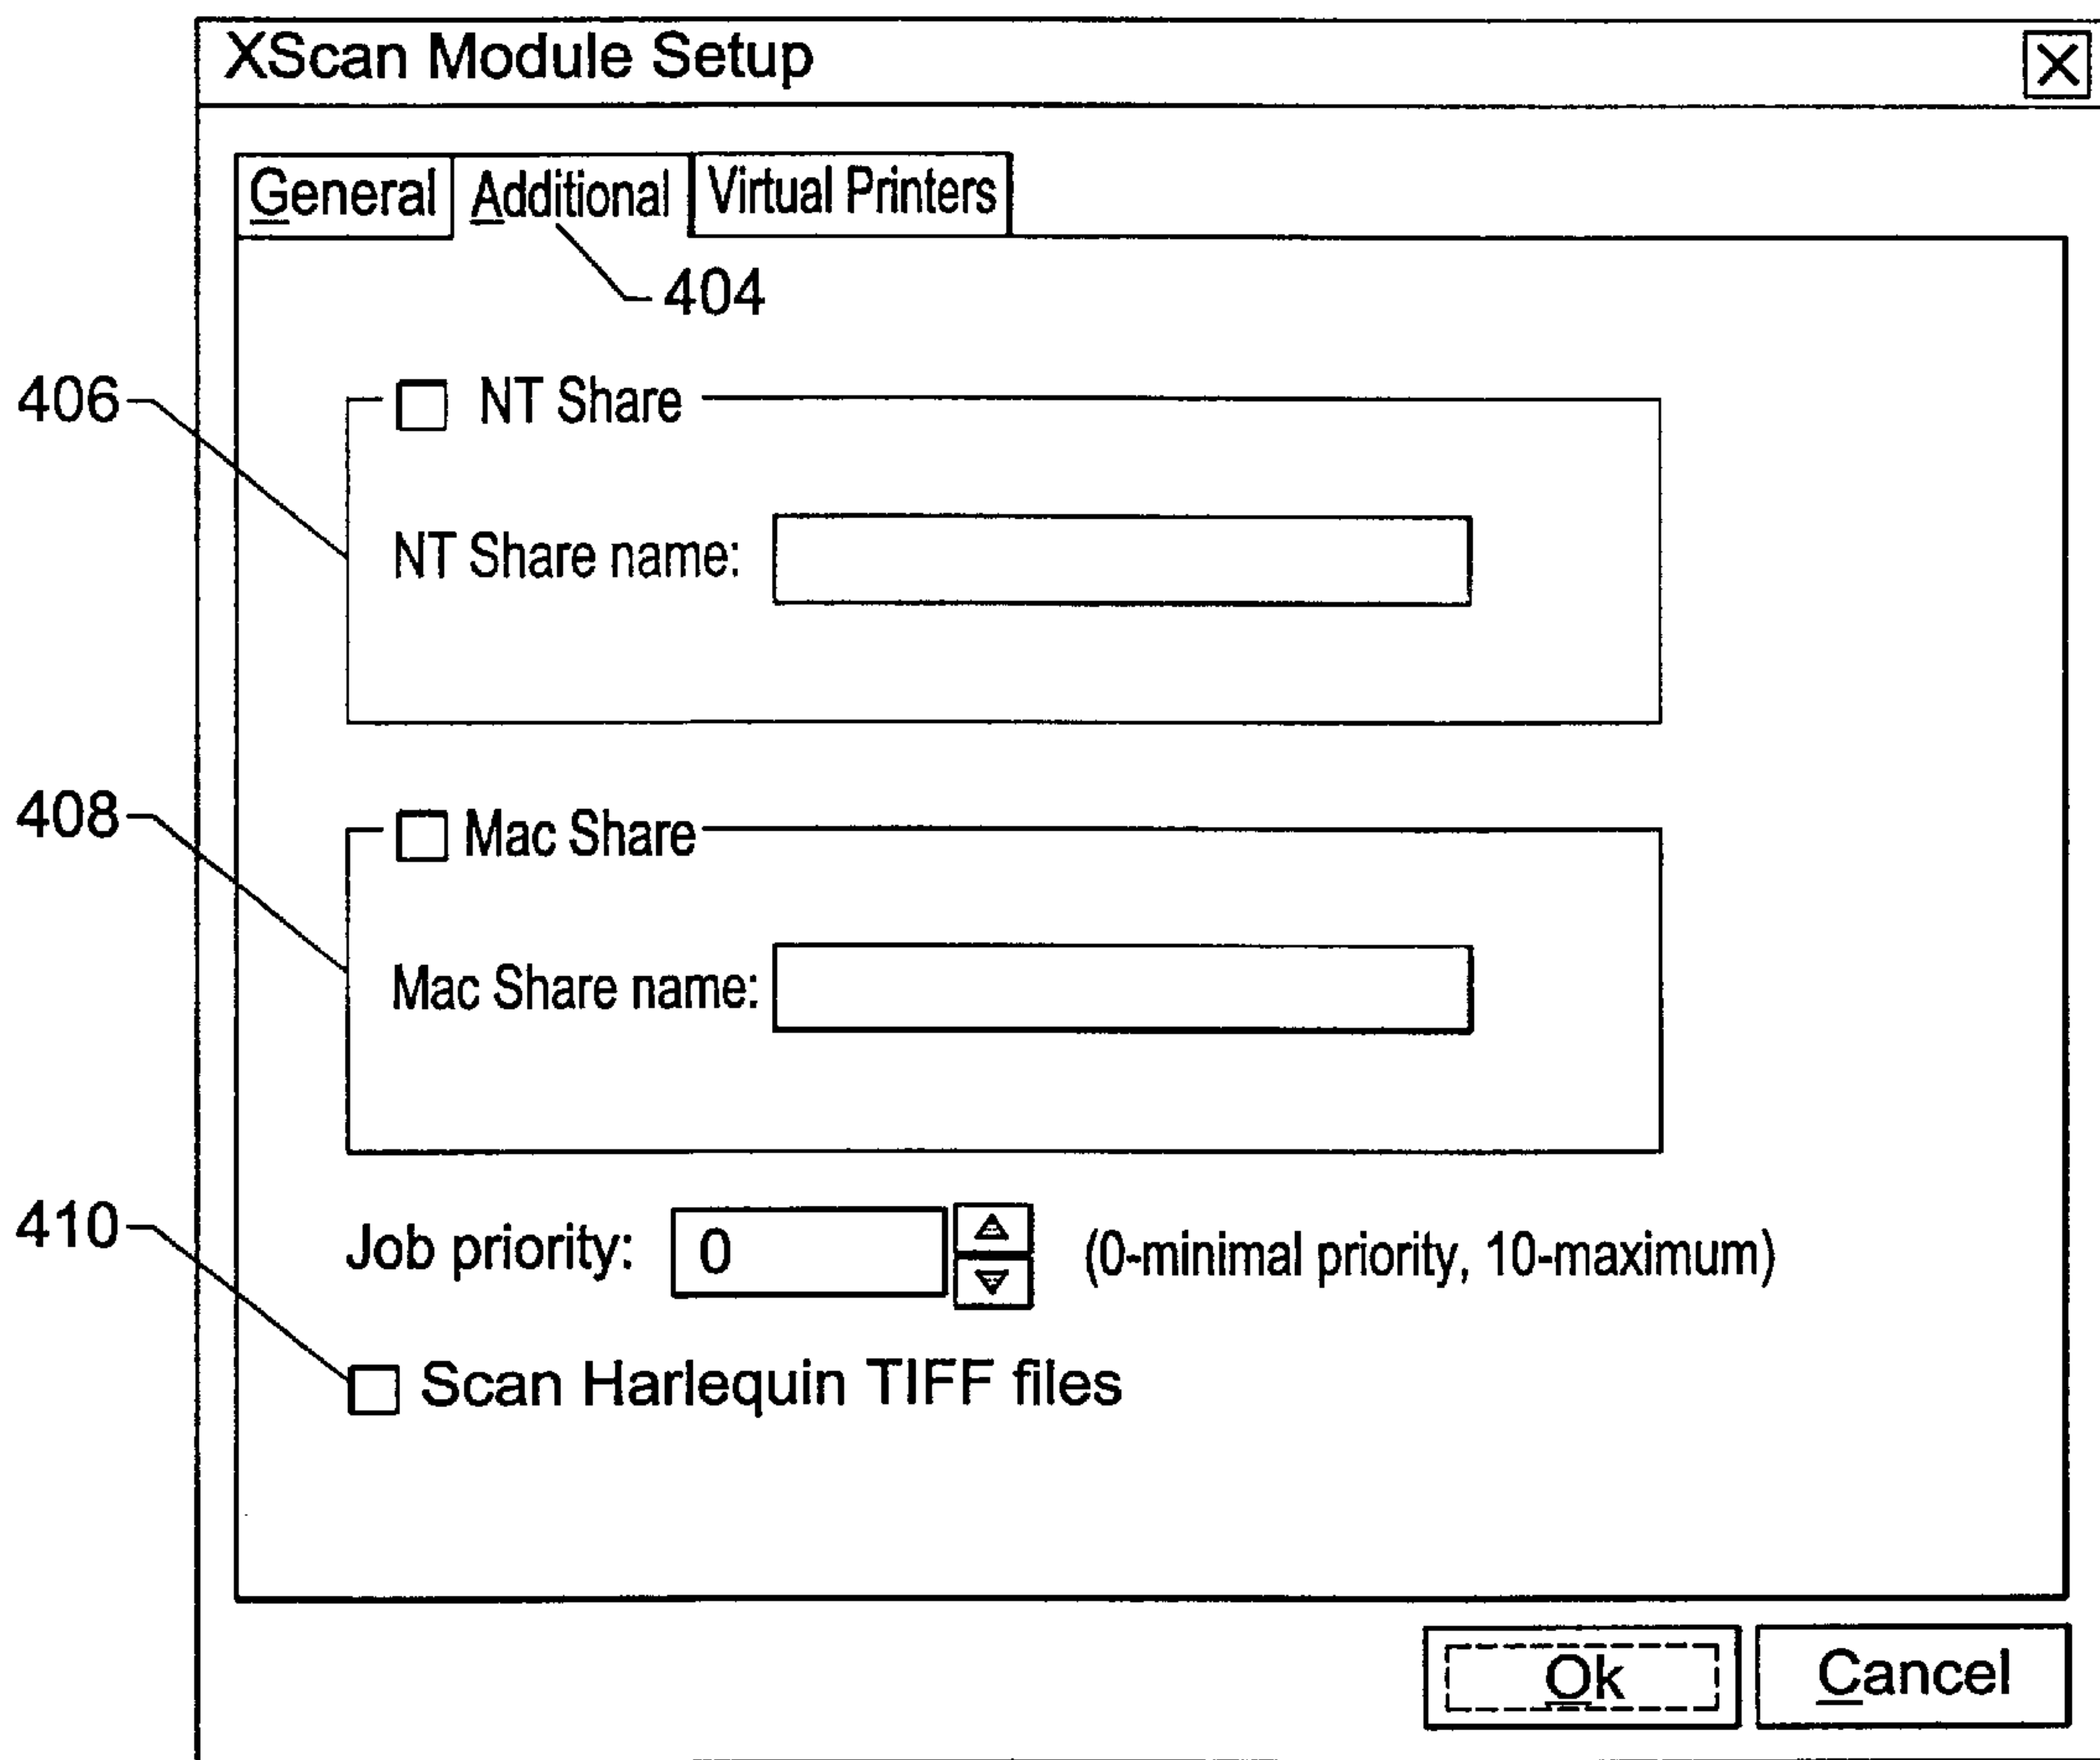 XScan Module Setup
General Additional Virtual Printers
404
406 NT Share
NT Share name:
408 Mac Share
Mac Share name:
410 Job priority: 0 (0-minimal priority, 10-maximum)
Scan Harlequin TIFF files
Ok Cancel